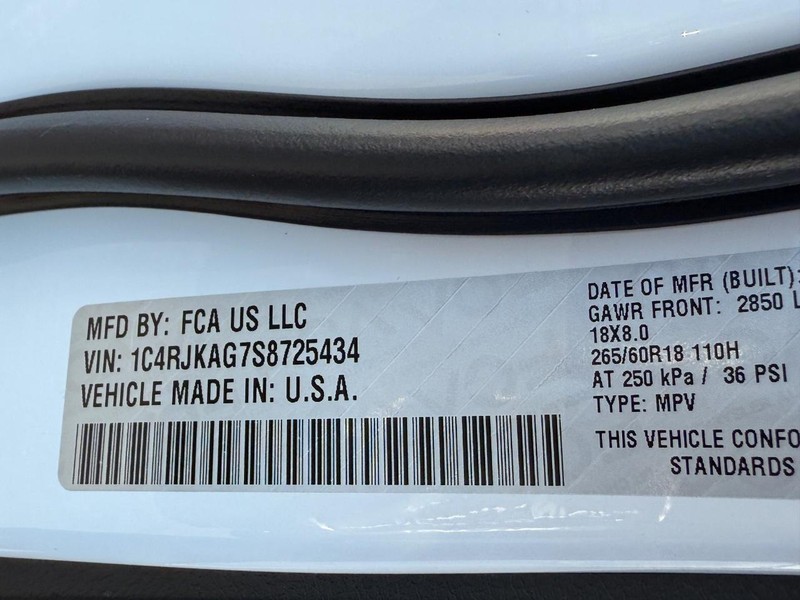 MFD BY: FCA US LLC
VIN: 1C4RJKAG7S8725434
VEHICLE MADE IN: U.S.A.
DATE OF MFR (BUILT):
GAWR FRONT: 2850 L
18X8.0
265/60R18 110H
AT 250 kPa / 36 PSI
TYPE: MPV
THIS VEHICLE CONFO
STANDARDS